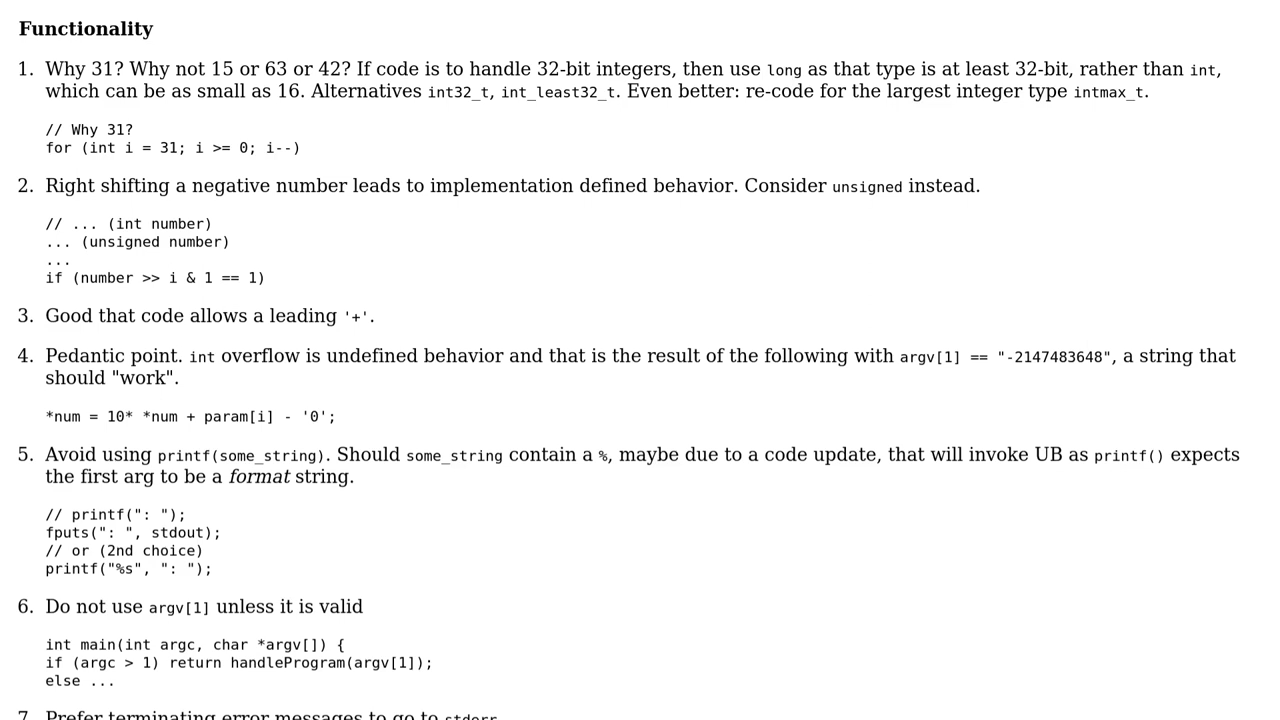 Functionality
1. Why 31? Why not 15 or 63 or 42? If code is to handle 32-bit integers, then use long as that type is at least 32-bit, rather than int,
which can be as small as 16. Alternatives int32_t, int_least32_t. Even better: re-code for the largest integer type intmax_t.
// Why 31?
for (int i = 31; i >= 0; i--)
2. Right shifting a negative number leads to implementation defined behavior. Consider unsigned instead.
// ... (int number)
... (unsigned number)
...
if (number >> i & 1 == 1)
3. Good that code allows a leading '+'.
4. Pedantic point. int overflow is undefined behavior and that is the result of the following with argv[1] == "-2147483648", a string that
should "work".
*num = 10* *num + param[i] - '0';
5. Avoid using printf(some_string). Should some_string contain a %, maybe due to a code update, that will invoke UB as printf() expects
the first arg to be a format string.
// printf(": ");
fputs(": ", stdout);
// or (2nd choice)
printf("%s", ": ");
6. Do not use argv[1] unless it is valid
int main(int argc, char *argv[]) {
if (argc > 1) return handleProgram(argv[1]);
else ...
7. Prefer terminating error messages to go to stderr